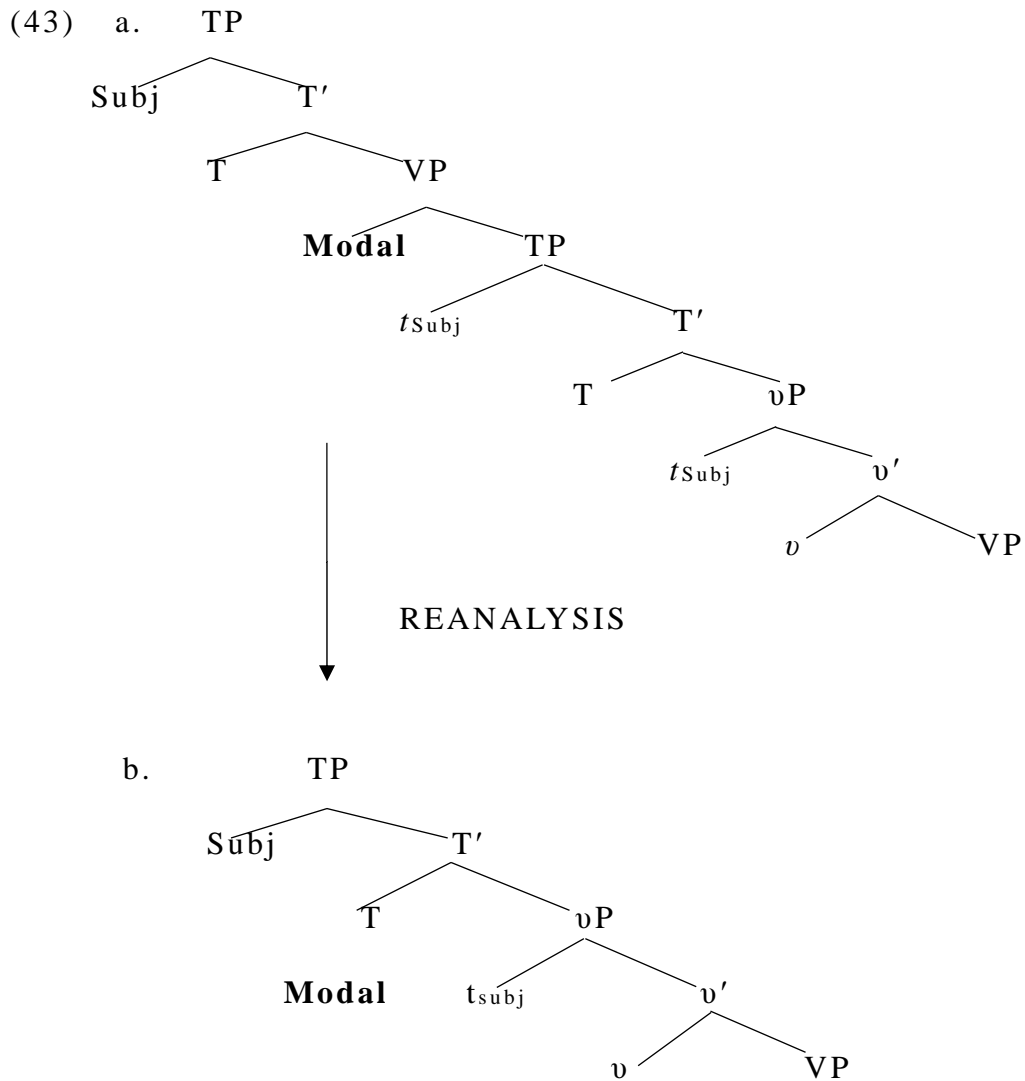 (43) a. TP
Subj T′
T VP
Modal TP
tSubj T′
T υP
tSubj υ′
υ VP
REANALYSIS
b. TP
Subj T′
T υP
Modal tsubj υ′
υ VP